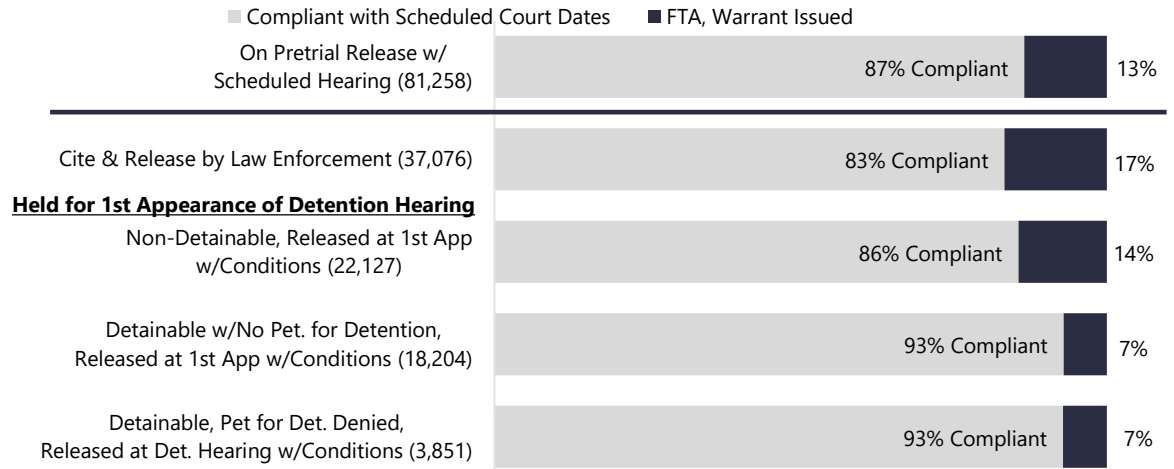 Compliant with Scheduled Court Dates FTA, Warrant Issued
On Pretrial Release w/
Scheduled Hearing (81,258)
87% Compliant 13%
Cite & Release by Law Enforcement (37,076)
83% Compliant 17%
Held for 1st Appearance of Detention Hearing
Non-Detainable, Released at 1st App
w/Conditions (22,127)
86% Compliant 14%
Detainable w/No Pet. for Detention,
Released at 1st App w/Conditions (18,204)
93% Compliant 7%
Detainable, Pet for Det. Denied,
Released at Det. Hearing w/Conditions (3,851)
93% Compliant 7%